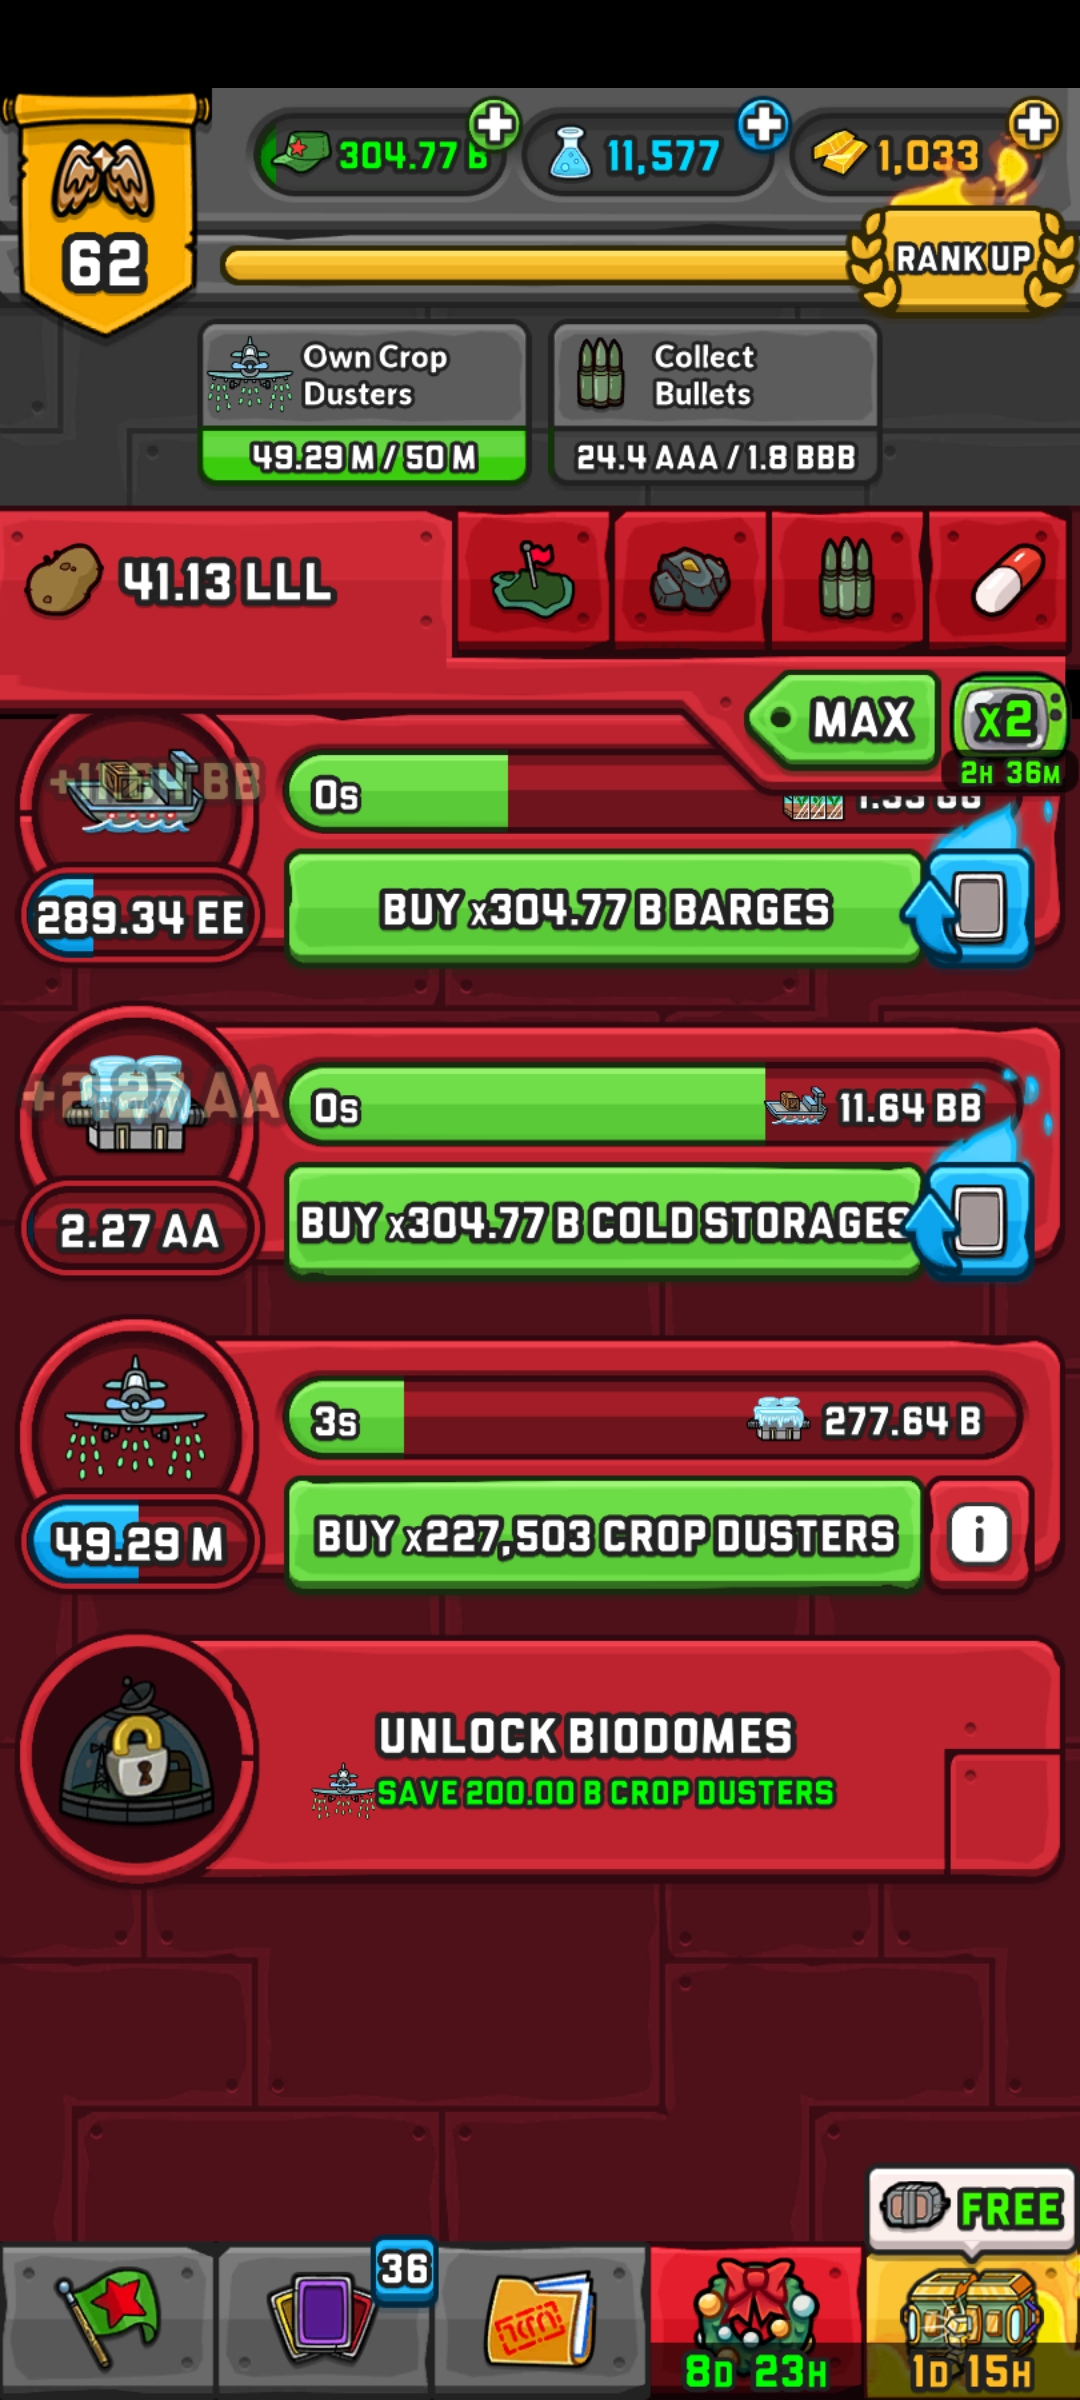 304.77 B
11,577
1,033
62
RANK UP
Own Crop
Dusters
49.29 M / 50 M
Collect
Bullets
24.4 AAA / 1.8 BBB
41.13 LLL
MAX
x2
2H 36M
0s
289.34 EE
BUY x304.77 B BARGES
+2.27 AA
0s
11.64 BB
2.27 AA
BUY x304.77 B COLD STORAGES
3s
277.64 B
49.29 M
BUY x227,503 CROP DUSTERS
i
UNLOCK BIODOMES
SAVE 200.00 B CROP DUSTERS
FREE
36
8D 23H
1D 15H